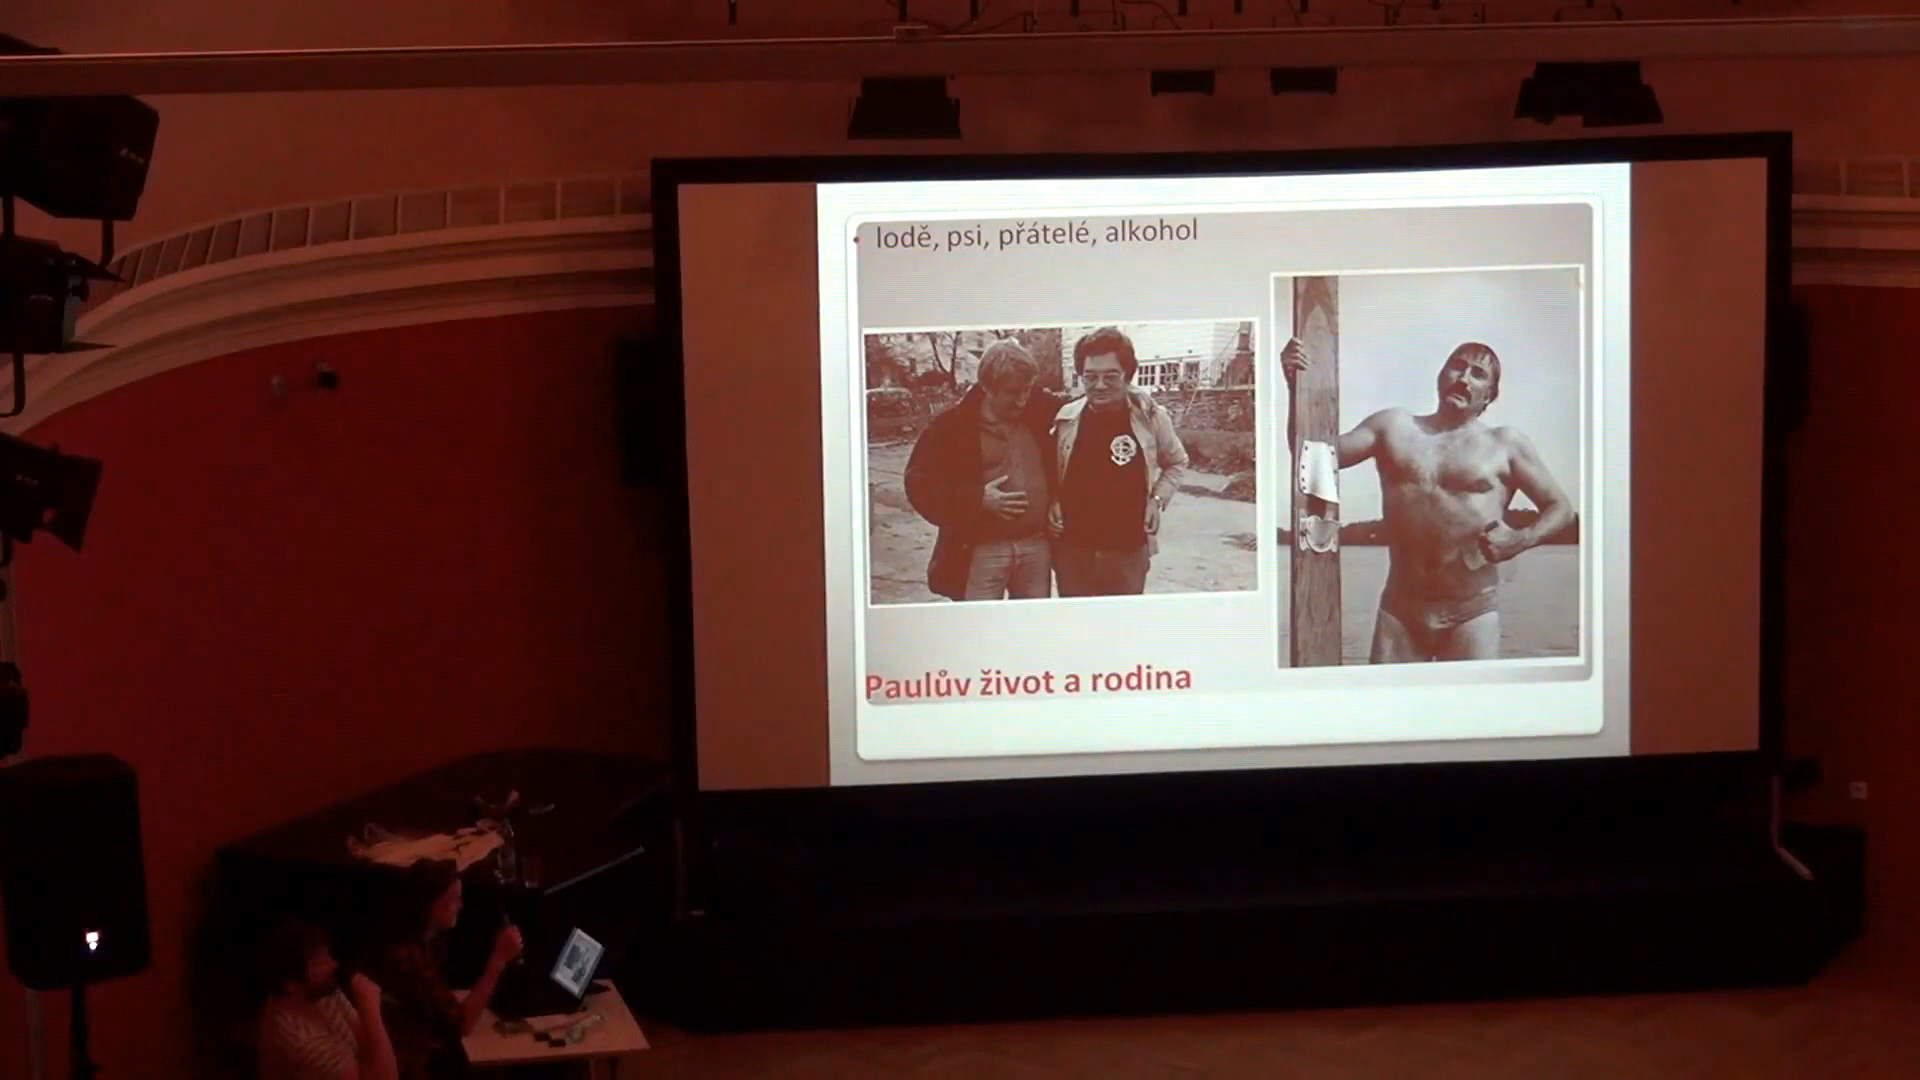 lodě, psi, přátelé, alkohol
Paulův život a rodina